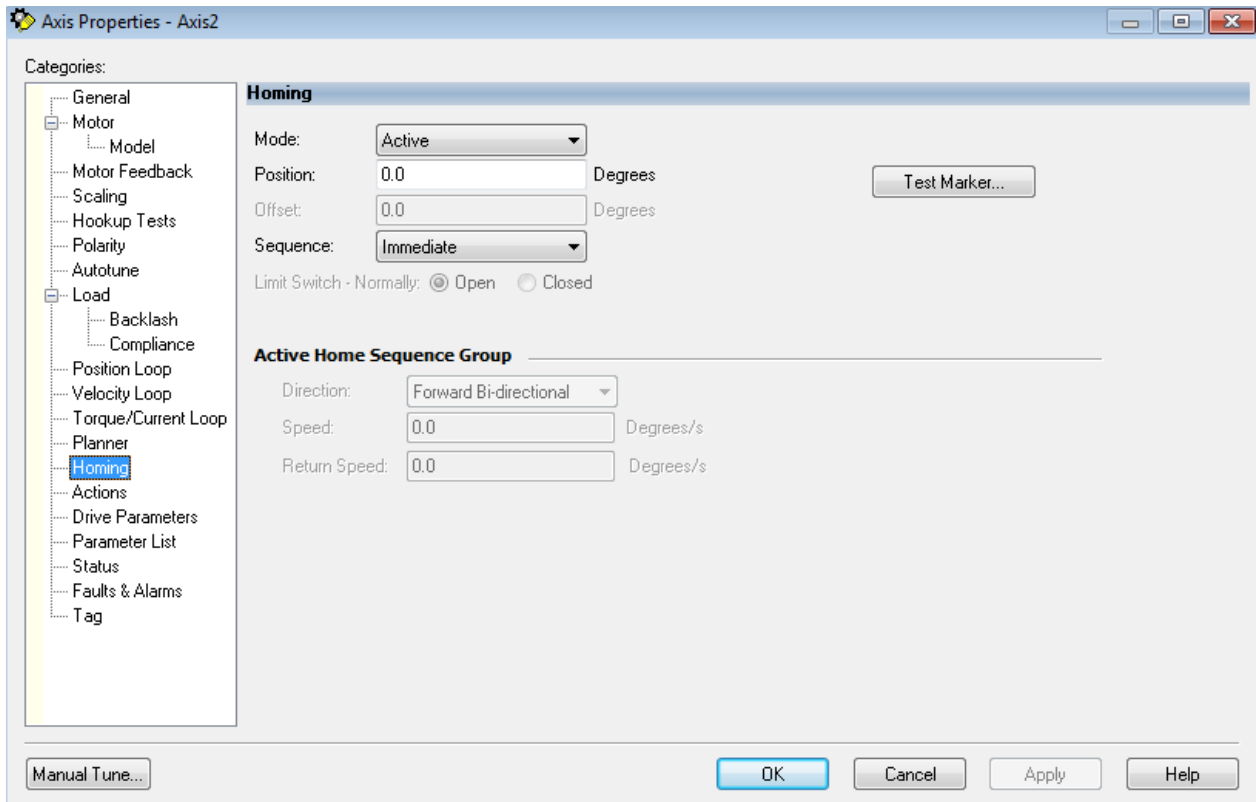 Axis Properties - Axis2
Categories:
General
Motor
Model
Motor Feedback
Scaling
Hookup Tests
Polarity
Autotune
Load
Backlash
Compliance
Position Loop
Velocity Loop
Torque/Current Loop
Planner
Homing
Actions
Drive Parameters
Parameter List
Status
Faults & Alarms
Tag
Homing
Mode: Active
Position: 0.0 Degrees Test Marker...
Offset: 0.0 Degrees
Sequence: Immediate
Limit Switch - Normally: Open Closed
Active Home Sequence Group
Direction: Forward Bi-directional
Speed: 0.0 Degrees/s
Return Speed: 0.0 Degrees/s
Manual Tune... OK Cancel Apply Help